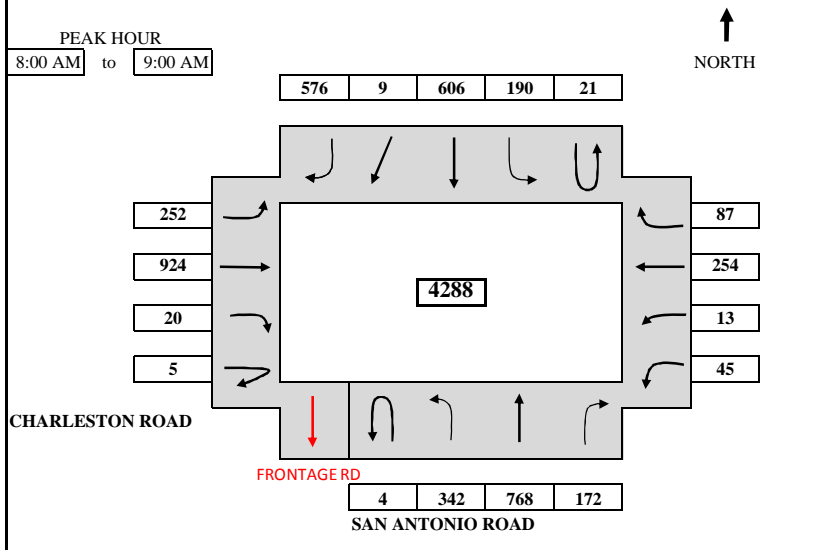 PEAK HOUR
8:00 AM to 9:00 AM
NORTH
576 9 606 190 21
252 87
924 254
4288
20 13
5 45
CHARLESTON ROAD
FRONTAGE RD
4 342 768 172
SAN ANTONIO ROAD